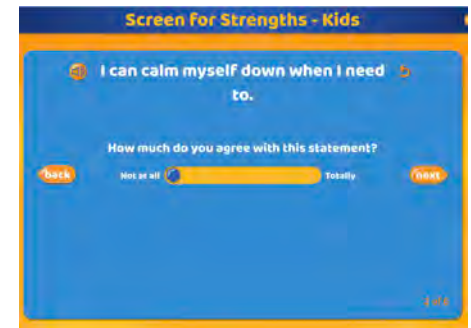 Screen for Strengths - Kids
I can calm myself down when I need
to.
How much do you agree with this statement?
back
Not at all
Totally
next